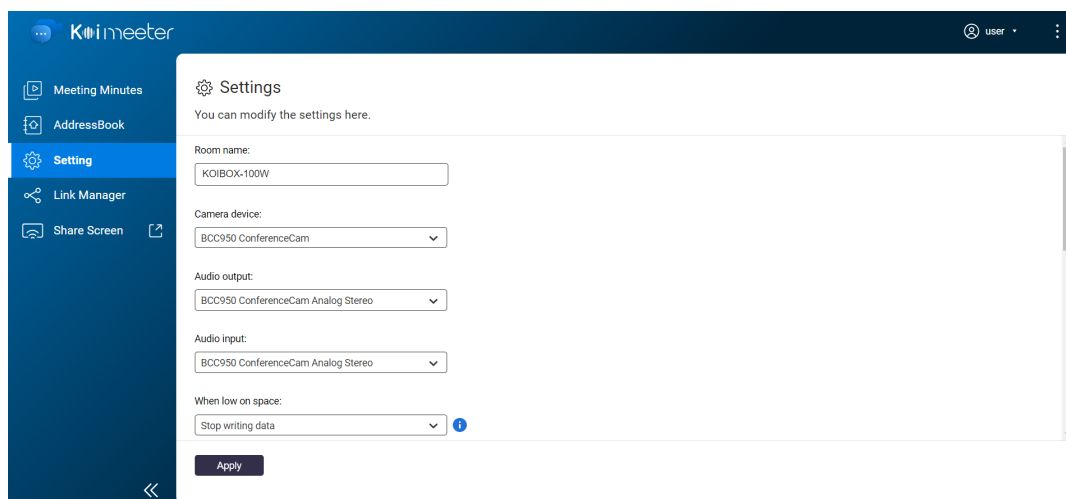 Koimeeter
user
Meeting Minutes
AddressBook
Setting
Link Manager
Share Screen
Settings
You can modify the settings here.
Room name:
KOIBOX-100W
Camera device:
BCC950 ConferenceCam
Audio output:
BCC950 ConferenceCam Analog Stereo
Audio input:
BCC950 ConferenceCam Analog Stereo
When low on space:
Stop writing data
Apply